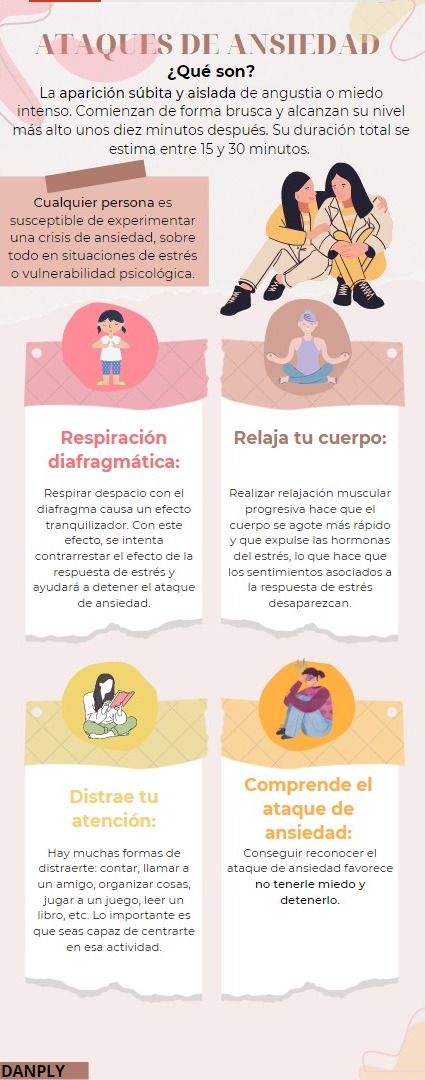 ATAQUES DE ANSIEDAD
¿Qué son?
La aparición súbita y aislada de angustia o miedo
intenso. Comienzan de forma brusca y alcanzan su nivel
más alto unos diez minutos después. Su duración total se
estima entre 15 y 30 minutos.
Cualquier persona es
susceptible de experimentar
una crisis de ansiedad, sobre
todo en situaciones de estrés
o vulnerabilidad psicológica.
Respiración
diafragmática:
Respirar despacio con el
diafragma causa un efecto
tranquilizador. Con este
efecto, se intenta
contrarrestar el efecto de la
respuesta de estrés y
ayudará a detener el ataque
de ansiedad.
Relaja tu cuerpo:
Realizar relajación muscular
progresiva hace que el
cuerpo se agote más rápido
y que expulse las hormonas
del estrés, lo que hace que
los sentimientos asociados a
la respuesta de estrés
desaparezcan.
Distrae tu
atención:
Hay muchas formas de
distraerte: contar, llamar a
un amigo, organizar cosas,
jugar a un juego, leer un
libro, etc. Lo importante es
que seas capaz de centrarte
en esa actividad.
Comprende el
ataque de
ansiedad:
Conseguir reconocer el
ataque de ansiedad favorece
no tenerle miedo y
detenerlo.
DANPLY